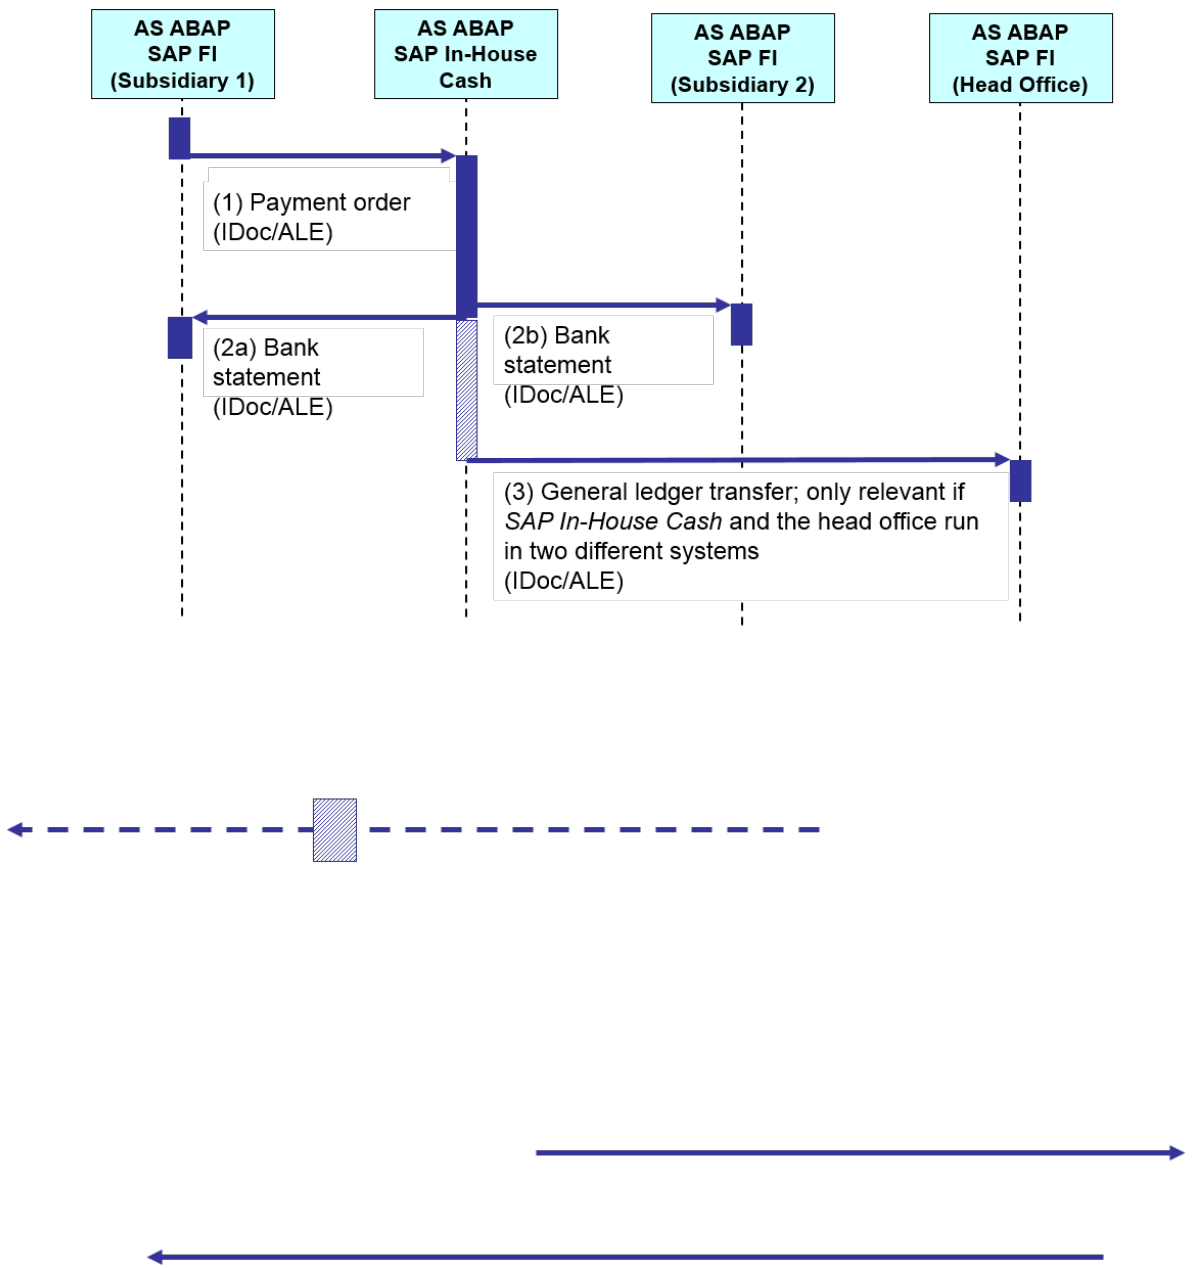 AS ABAP
SAP FI
(Subsidiary 1)
AS ABAP
SAP In-House
Cash
AS ABAP
SAP FI
(Subsidiary 2)
AS ABAP
SAP FI
(Head Office)
(1) Payment order
(IDoc/ALE)
(2a) Bank
statement
(IDoc/ALE)
(2b) Bank
statement
(IDoc/ALE)
(3) General ledger transfer; only relevant if
SAP In-House Cash and the head office run
in two different systems
(IDoc/ALE)